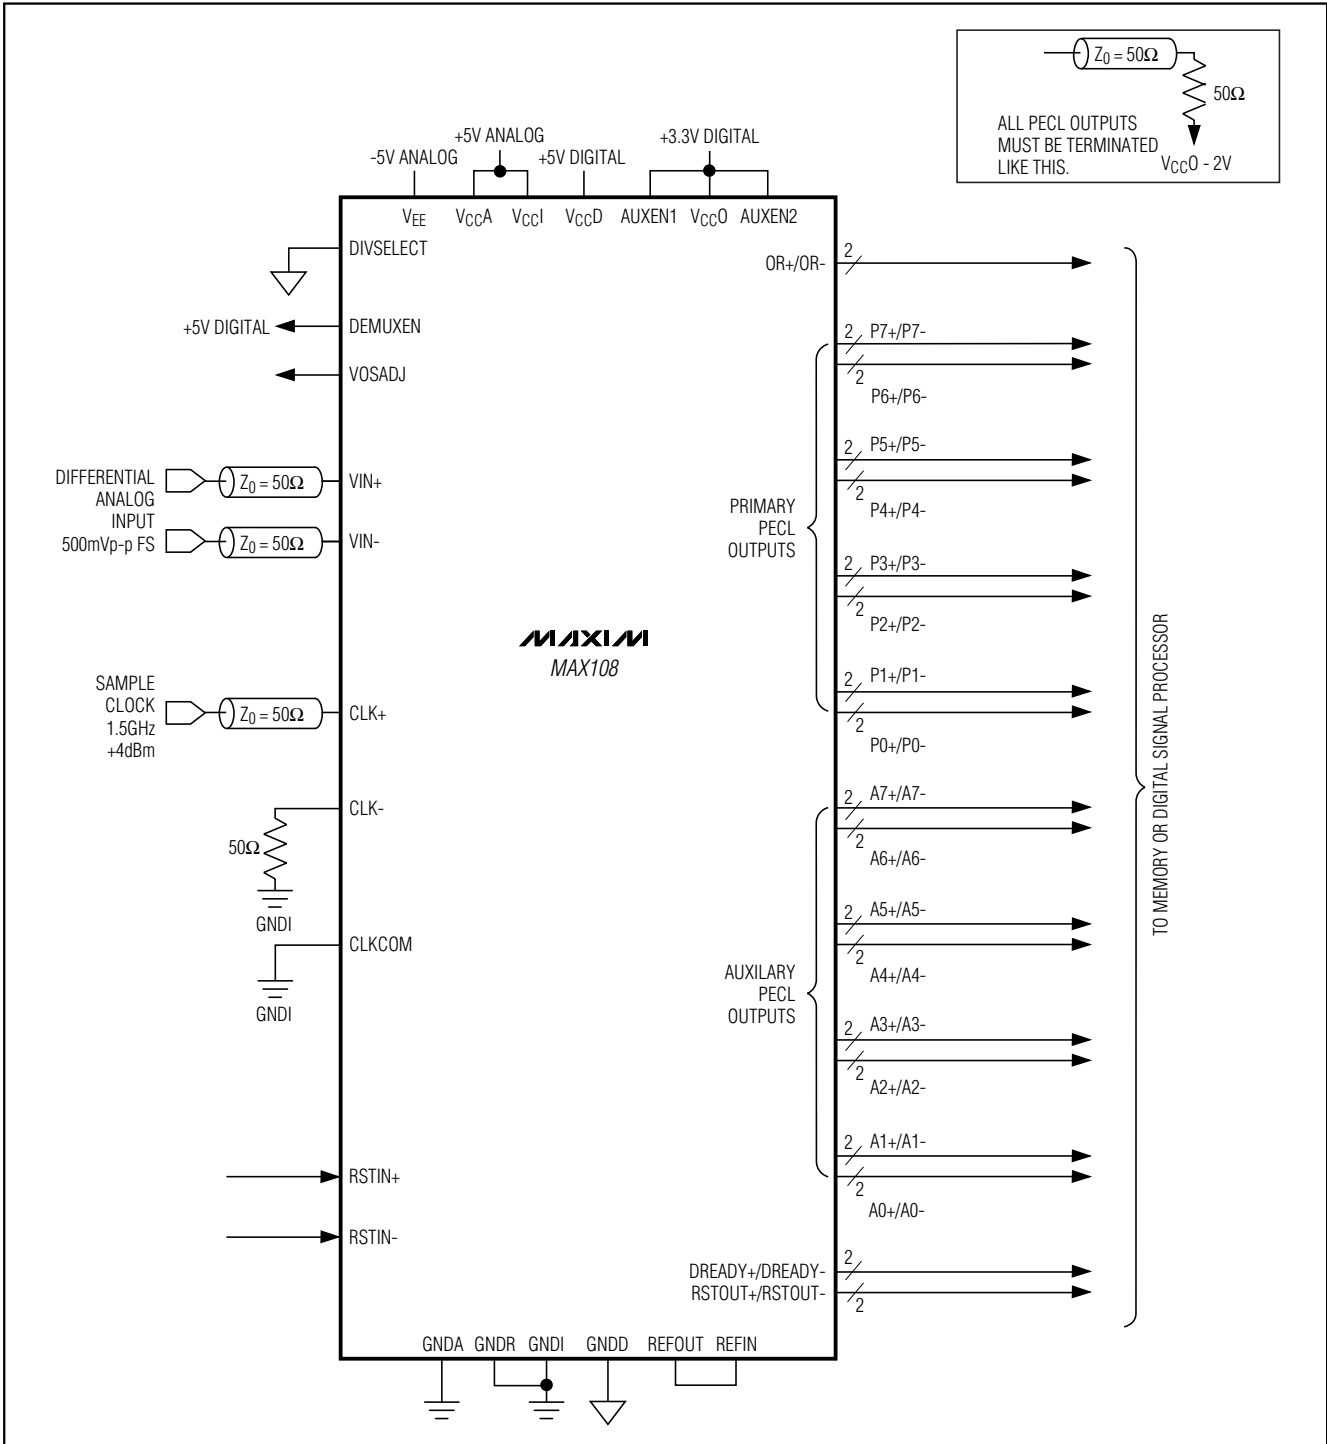 Z0 = 50Ω
50Ω
ALL PECL OUTPUTS
MUST BE TERMINATED
LIKE THIS.
VCCO - 2V
-5V ANALOG
+5V ANALOG
+5V DIGITAL
+3.3V DIGITAL
VEE
VCCA
VCCI
VCCD
AUXEN1
VCCO
AUXEN2
DIVSELECT
+5V DIGITAL
DEMUXEN
VOSADJ
DIFFERENTIAL
ANALOG
INPUT
500mVp-p FS
Z0 = 50Ω
VIN+
Z0 = 50Ω
VIN-
SAMPLE
CLOCK
1.5GHz
+4dBm
Z0 = 50Ω
CLK+
CLK-
50Ω
GNDI
CLKCOM
GNDI
RSTIN+
RSTIN-
MAXIM
MAX108
OR+/OR-
2
PRIMARY
PECL
OUTPUTS
2
P7+/P7-
2
P6+/P6-
2
P5+/P5-
2
P4+/P4-
2
P3+/P3-
2
P2+/P2-
2
P1+/P1-
2
P0+/P0-
AUXILARY
PECL
OUTPUTS
2
A7+/A7-
2
A6+/A6-
2
A5+/A5-
2
A4+/A4-
2
A3+/A3-
2
A2+/A2-
2
A1+/A1-
2
A0+/A0-
DREADY+/DREADY-
2
RSTOUT+/RSTOUT-
2
TO MEMORY OR DIGITAL SIGNAL PROCESSOR
GNDA
GNDR
GNDI
GNDD
REFOUT
REFIN